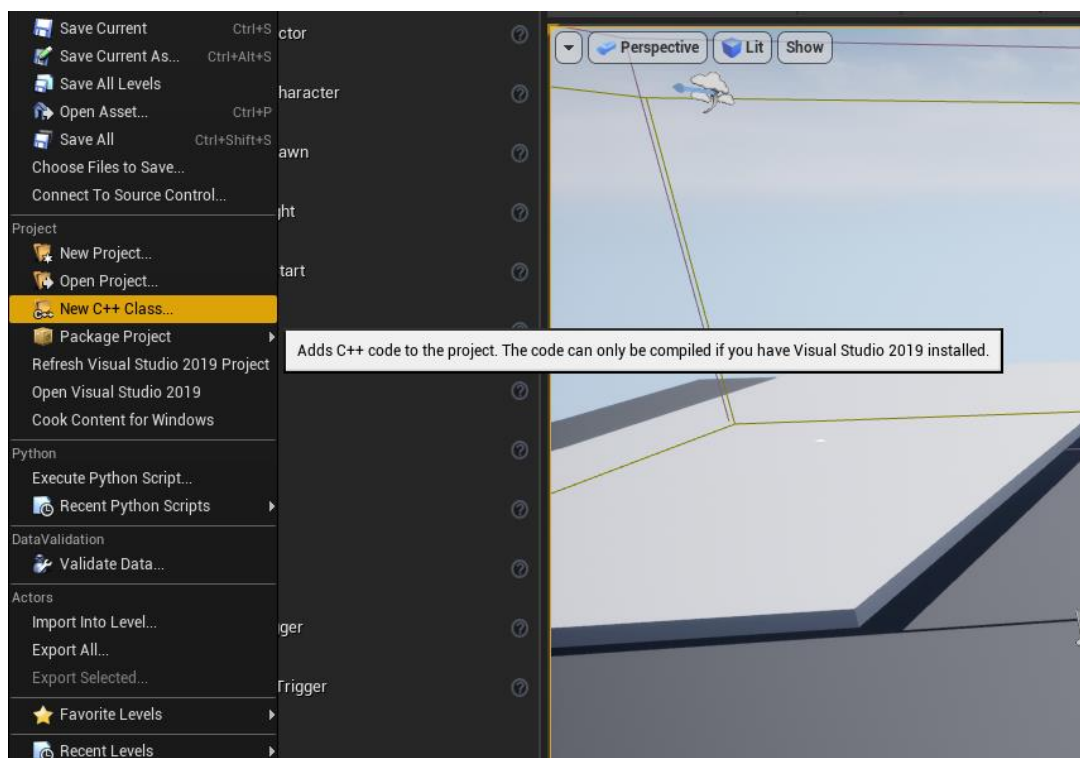 Save Current Ctrl+S
Save Current As... Ctrl+Alt+S
Save All Levels
Open Asset... Ctrl+P
Save All Ctrl+Shift+S
Choose Files to Save...
Connect To Source Control...
Project
New Project...
Open Project...
New C++ Class...
Package Project
Refresh Visual Studio 2019 Project
Open Visual Studio 2019
Cook Content for Windows
Python
Execute Python Script...
Recent Python Scripts
DataValidation
Validate Data...
Actors
Import Into Level...
Export All...
Export Selected...
Favorite Levels
Recent Levels
ctor
haracter
awn
ght
tart
ger
Trigger
Adds C++ code to the project. The code can only be compiled if you have Visual Studio 2019 installed.
Perspective Lit Show